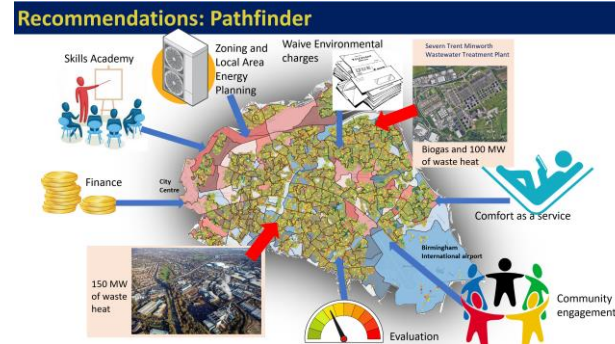 Recommendations: Pathfinder
Skills Academy
Zoning and
Local Area
Energy
Planning
Waive Environmental
charges
Severn Trent Minworth
Wastewater Treatment Plant
Biogas and 100 MW
of waste heat
Finance
City
Centre
Comfort as a service
150 MW
of waste
heat
Birmingham
International airport
Evaluation
Community
engagement